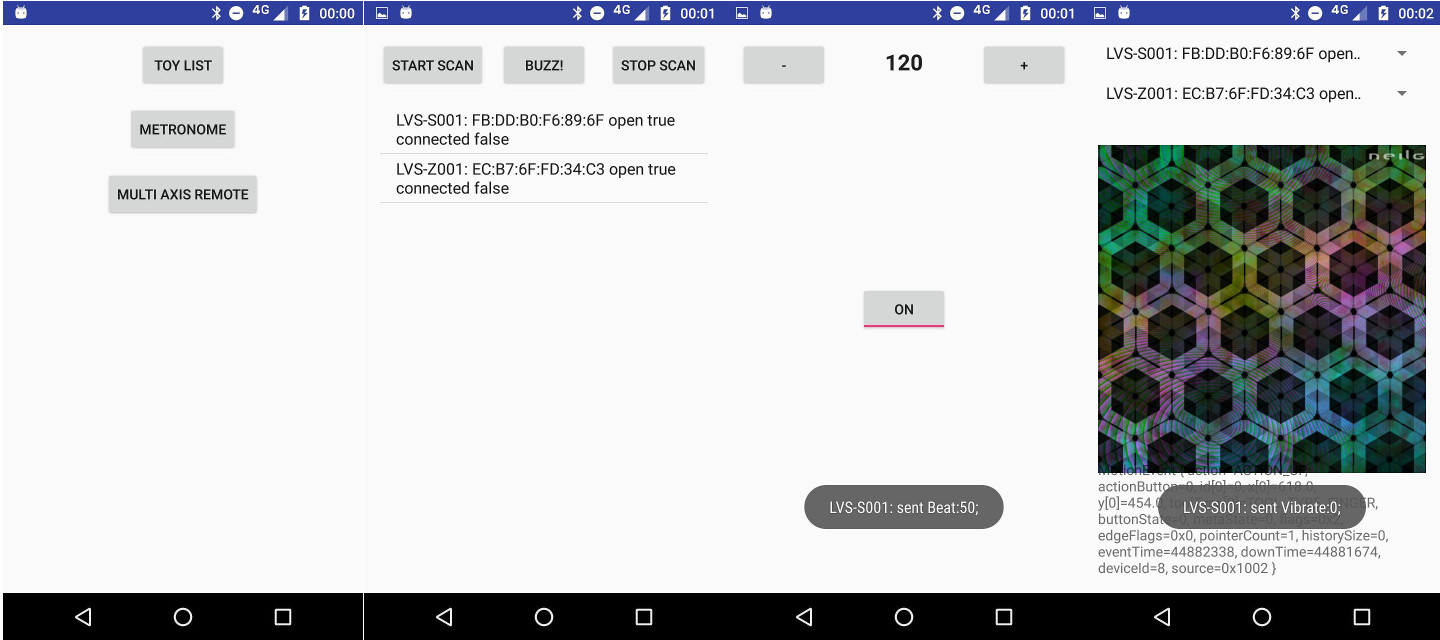 4G 00:00
TOY LIST
METRONOME
MULTI AXIS REMOTE
4G 00:01
START SCAN
BUZZ!
STOP SCAN
LVS-S001: FB:DD:B0:F6:89:6F open true
connected false
LVS-Z001: EC:B7:6F:FD:34:C3 open true
connected false
4G 00:01
-
120
+
ON
LVS-S001: sent Beat:50;
4G 00:02
LVS-S001: FB:DD:B0:F6:89:6F open..
LVS-Z001: EC:B7:6F:FD:34:C3 open..
neilg
MotionEvent { action=ACTION_UP,
actionButton=0, id[0]=0, x[0]=618.0,
y[0]=454.0, FINGER,
LVS-S001: sent Vibrate:0;
buttonState=0, metaState=0, flags=0x2,
edgeFlags=0x0, pointerCount=1, historySize=0,
eventTime=44882338, downTime=44881674,
deviceId=8, source=0x1002 }